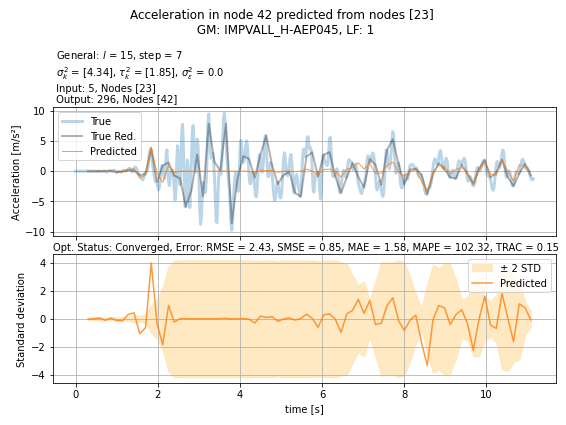 Acceleration in node 42 predicted from nodes [23]
GM: IMPVALL_H-AEP045, LF: 1
General: l = 15, step = 7
σ²ₖ = [4.34], τ²ₖ = [1.85], σ²ₑ = 0.0
Input: 5, Nodes [23]
Output: 296, Nodes [42]
10
5
0
−5
−10
Acceleration [m/s²]
True
True Red.
Predicted
Opt. Status: Converged, Error: RMSE = 2.43, SMSE = 0.85, MAE = 1.58, MAPE = 102.32, TRAC = 0.15
4
2
0
−2
−4
Standard deviation
± 2 STD
Predicted
0 2 4 6 8 10
time [s]